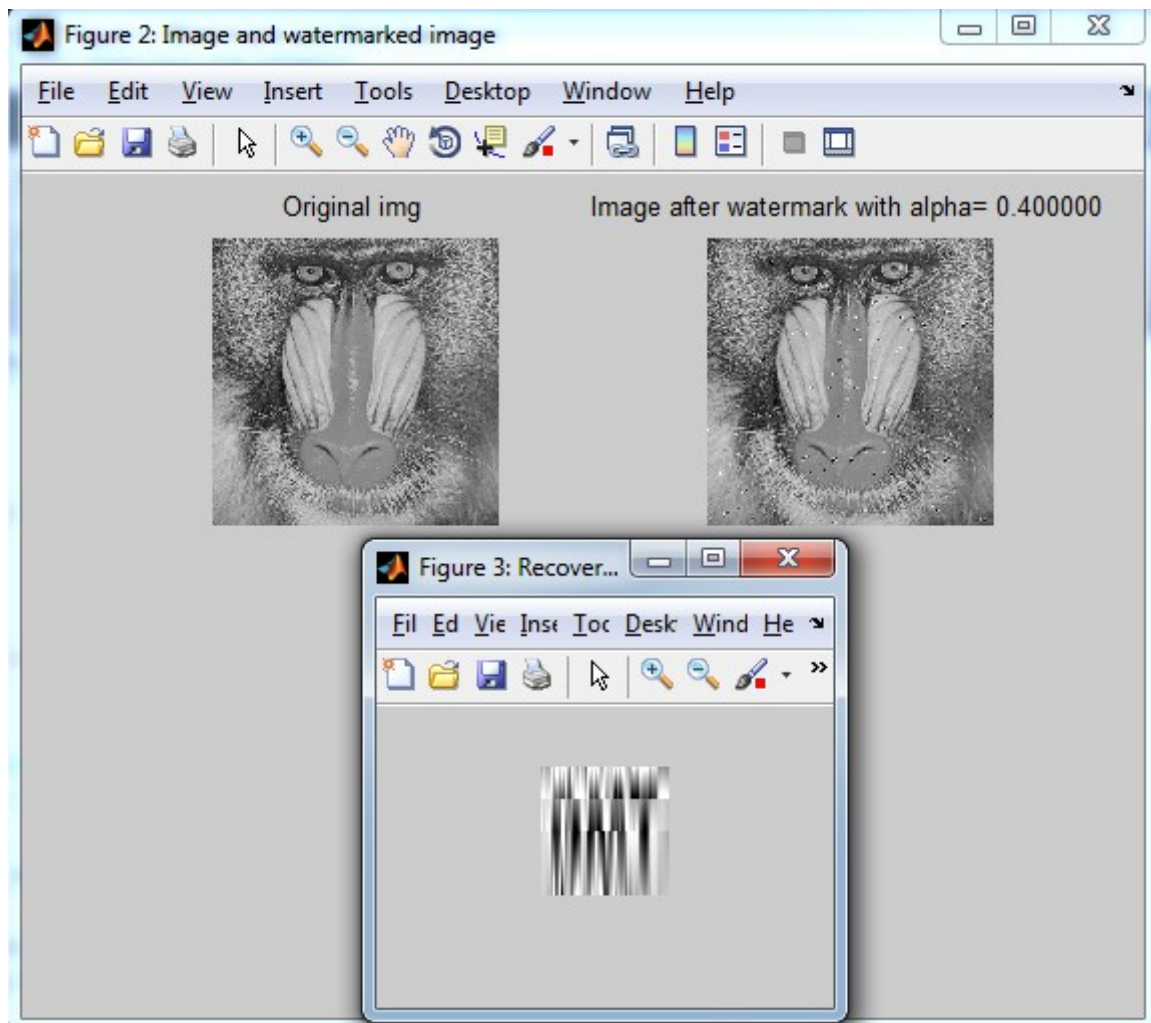 Figure 2: Image and watermarked image
File Edit View Insert Tools Desktop Window Help
Original img
Image after watermark with alpha= 0.400000
Figure 3: Recover...
Fil Ed Vie Inse Toc Desk Wind He